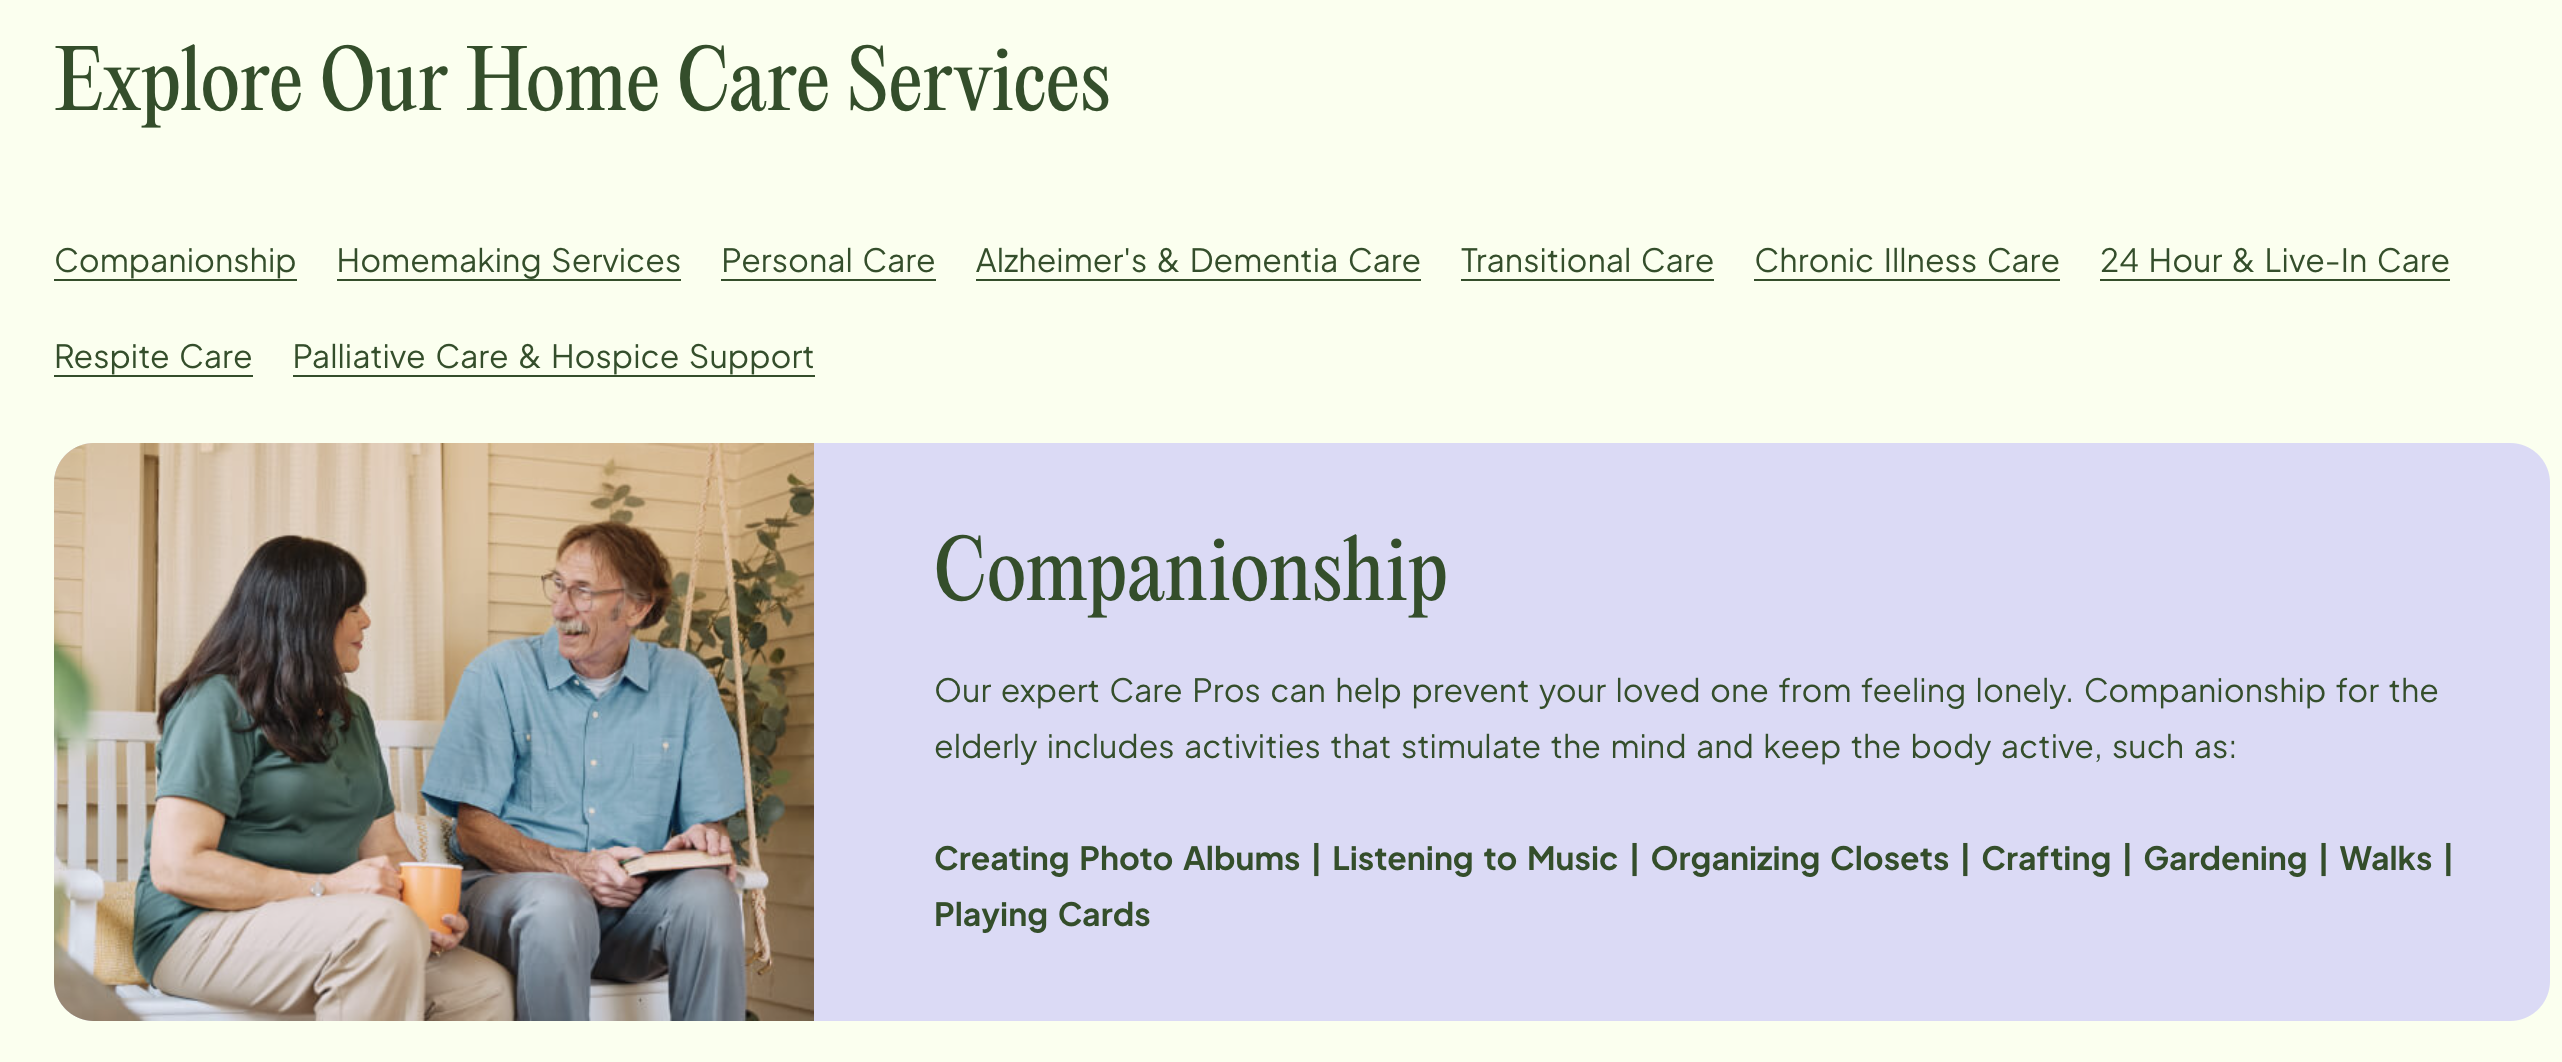 Explore Our Home Care Services
Companionship Homemaking Services Personal Care Alzheimer's & Dementia Care Transitional Care Chronic Illness Care 24 Hour & Live-In Care
Respite Care Palliative Care & Hospice Support
Companionship
Our expert Care Pros can help prevent your loved one from feeling lonely. Companionship for the
elderly includes activities that stimulate the mind and keep the body active, such as:
Creating Photo Albums | Listening to Music | Organizing Closets | Crafting | Gardening | Walks |
Playing Cards